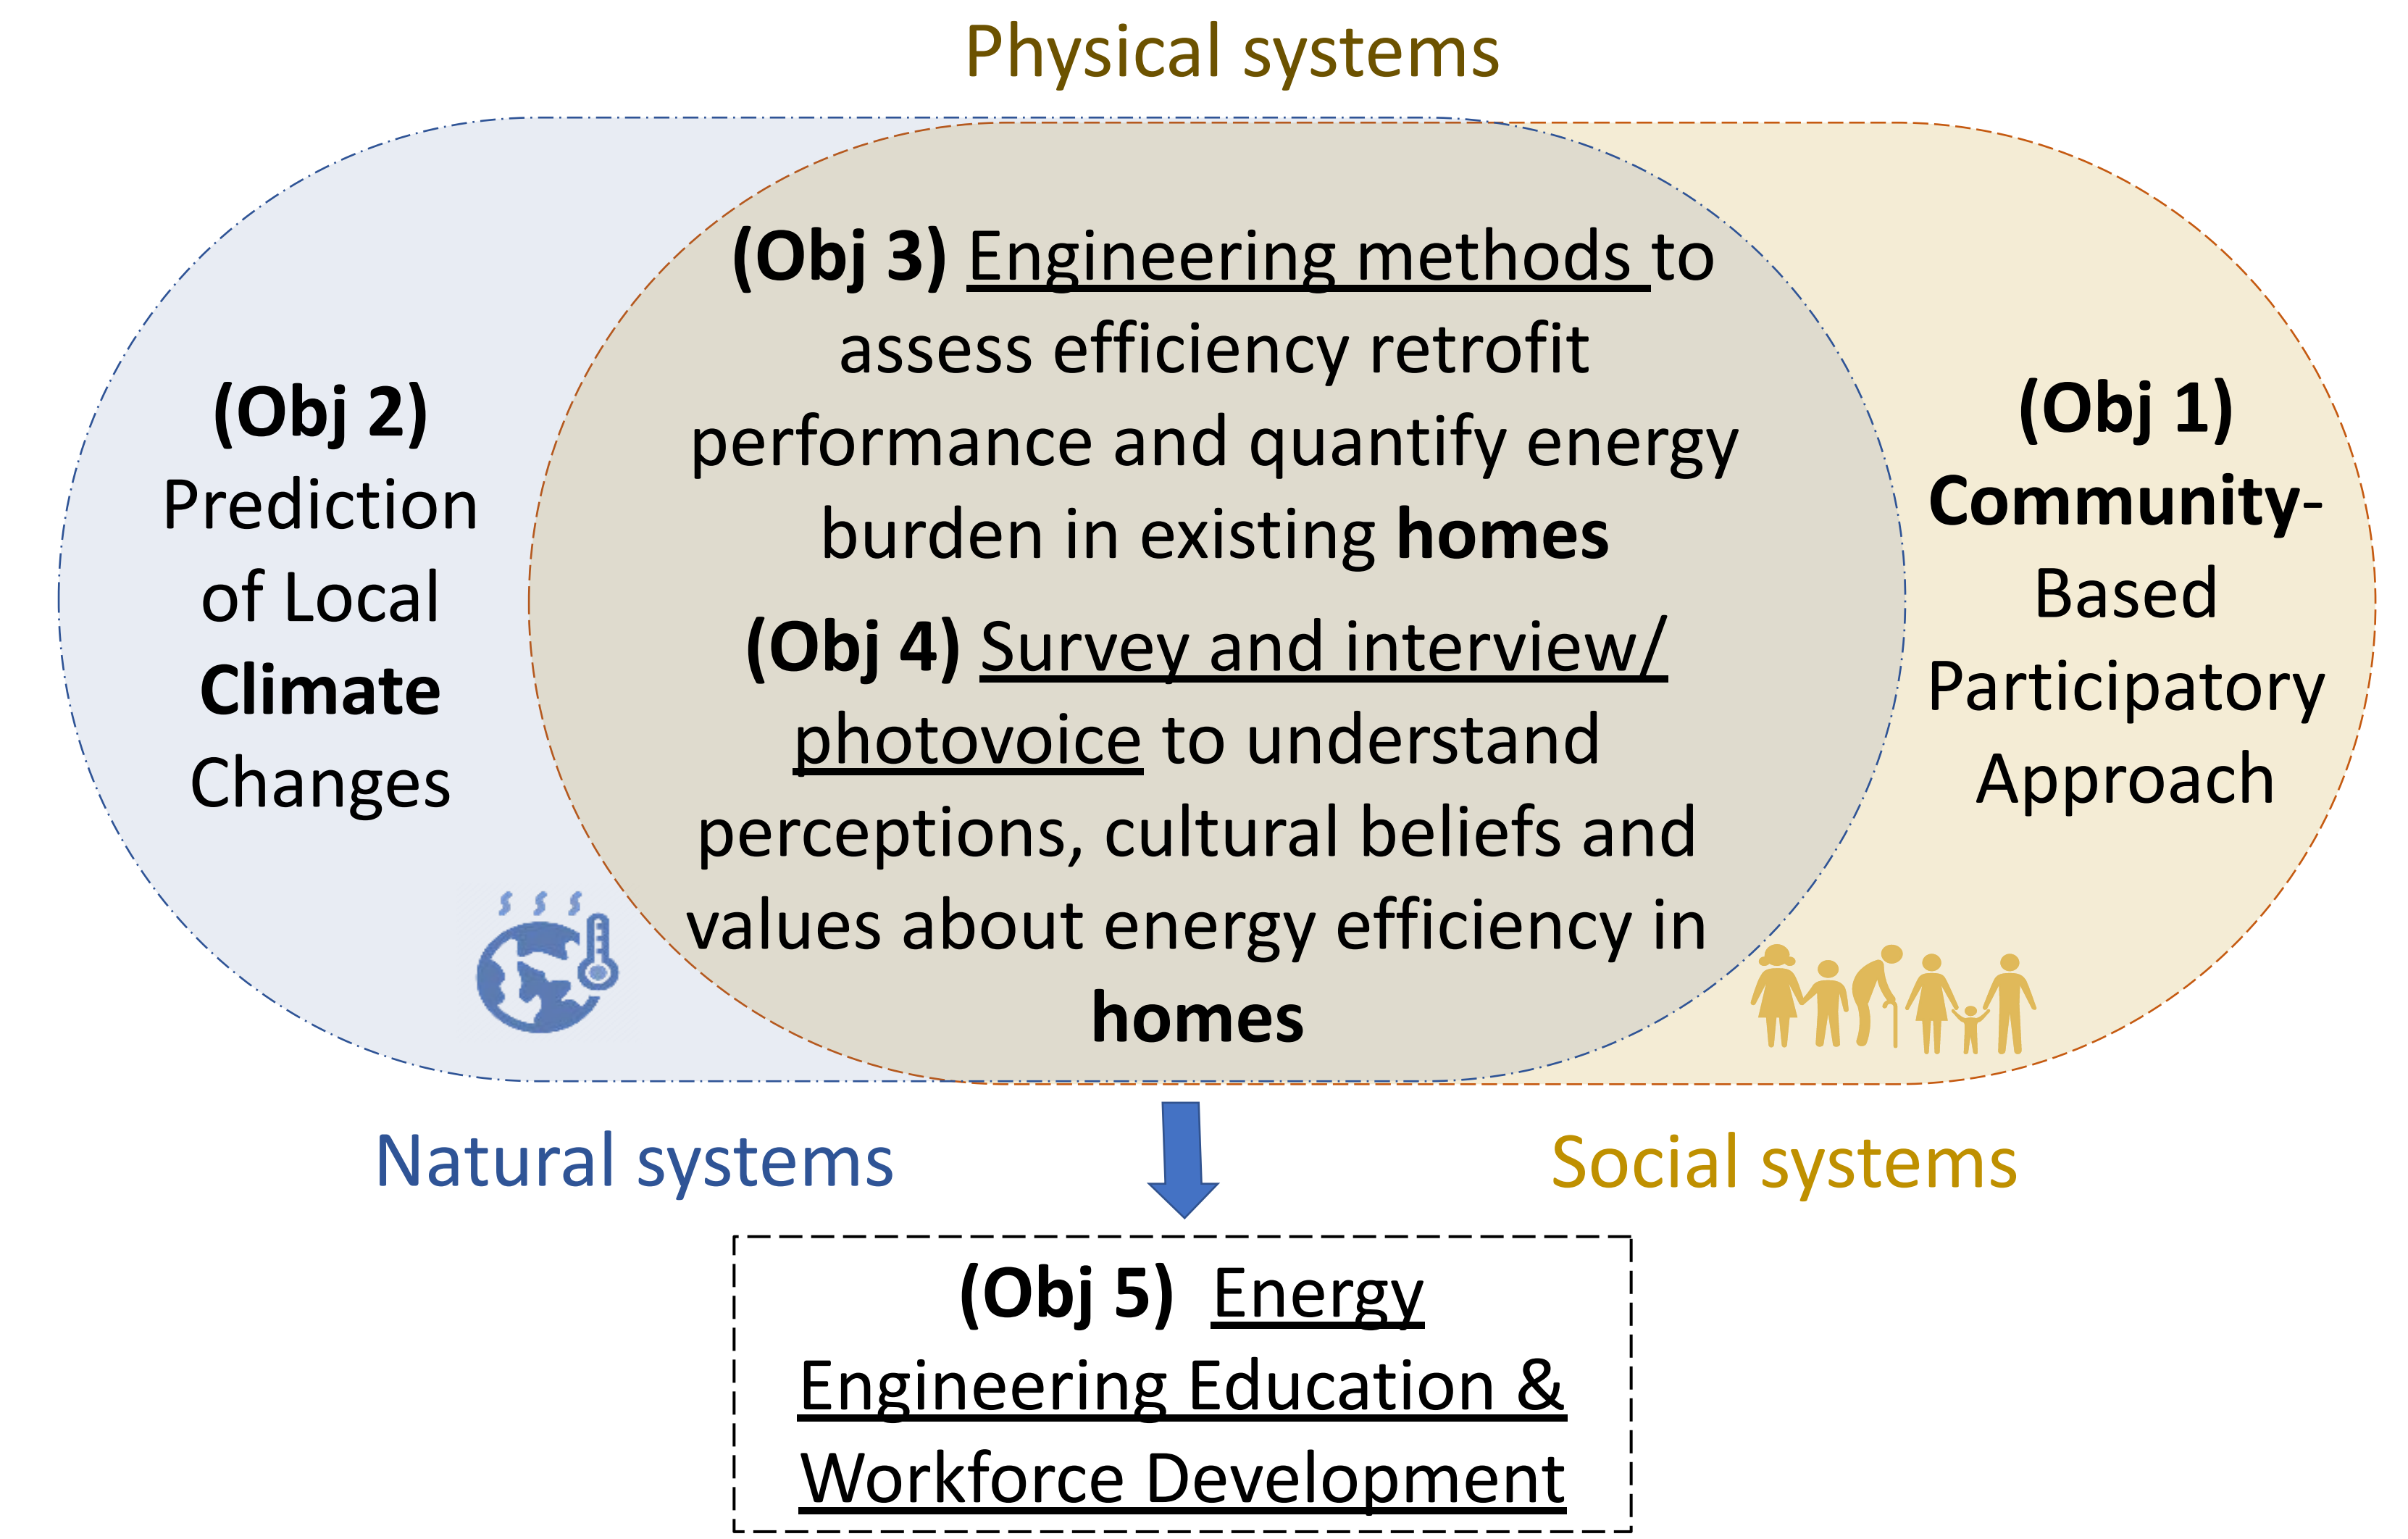 Physical systems
(Obj 3) Engineering methods to
assess efficiency retrofit
performance and quantify energy
burden in existing homes
(Obj 4) Survey and interview/
photovoice to understand
perceptions, cultural beliefs and
values about energy efficiency in
homes
(Obj 2)
Prediction
of Local
Climate
Changes
(Obj 1)
Community-
Based
Participatory
Approach
Natural systems
Social systems
(Obj 5) Energy
Engineering Education &
Workforce Development